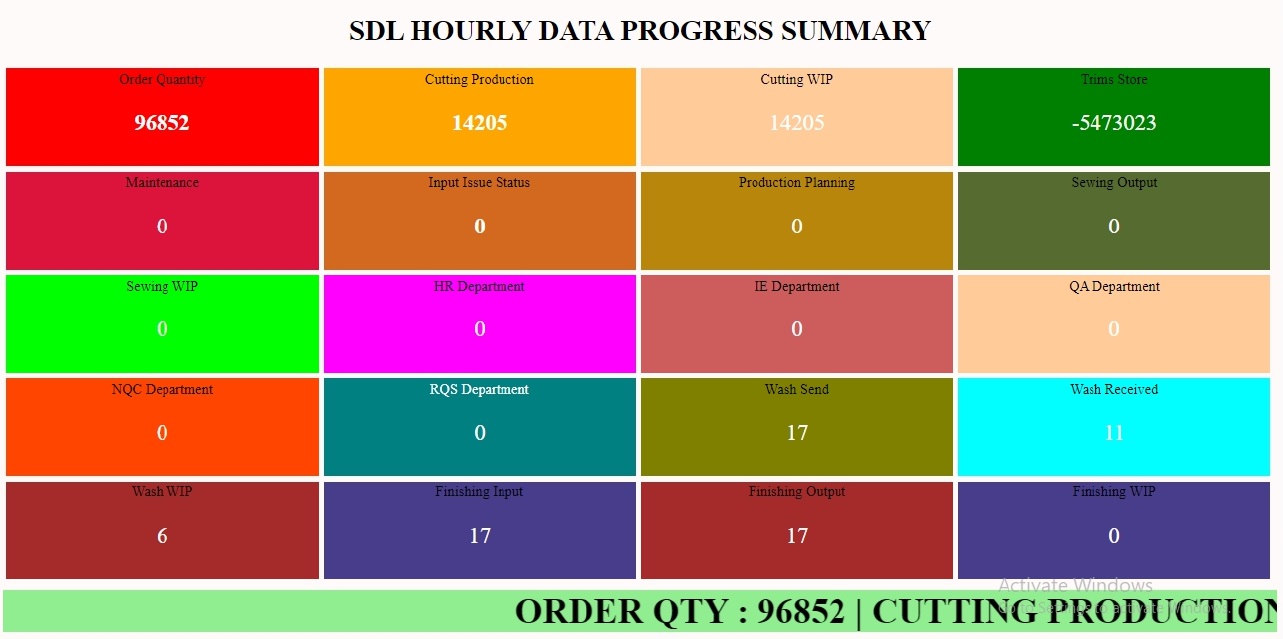 SDL HOURLY DATA PROGRESS SUMMARY
Order Quantity
96852
Cutting Production
14205
Cutting WIP
14205
Trims Store
-5473023
Maintenance
0
Input Issue Status
0
Production Planning
0
Sewing Output
0
Sewing WIP
0
HR Department
0
IE Department
0
QA Department
0
NQC Department
0
RQS Department
0
Wash Send
17
Wash Received
11
Wash WIP
6
Finishing Input
17
Finishing Output
17
Finishing WIP
0
Activate Windows
Go to Settings to activate Windows.
ORDER QTY : 96852 | CUTTING PRODUCTION